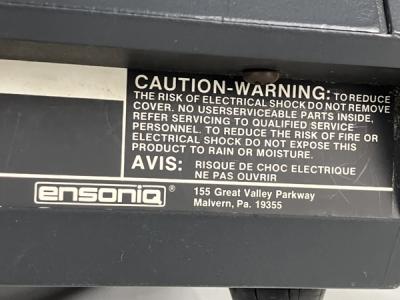 CAUTION-WARNING: TO REDUCE
THE RISK OF ELECTRICAL SHOCK DO NOT REMOVE
COVER. NO USERSERVICEABLE PARTS INSIDE,
REFER SERVICING TO QUALIFIED SERVICE
PERSONNEL. TO REDUCE THE RISK OF FIRE OR
ELECTRICAL SHOCK DO NOT EXPOSE THIS
PRODUCT TO RAIN OR MOISTURE.
AVIS: RISQUE DE CHOC ELECTRIQUE
NE PAS OUVRIR
ensoniq® 155 Great Valley Parkway
Malvern, Pa. 19355